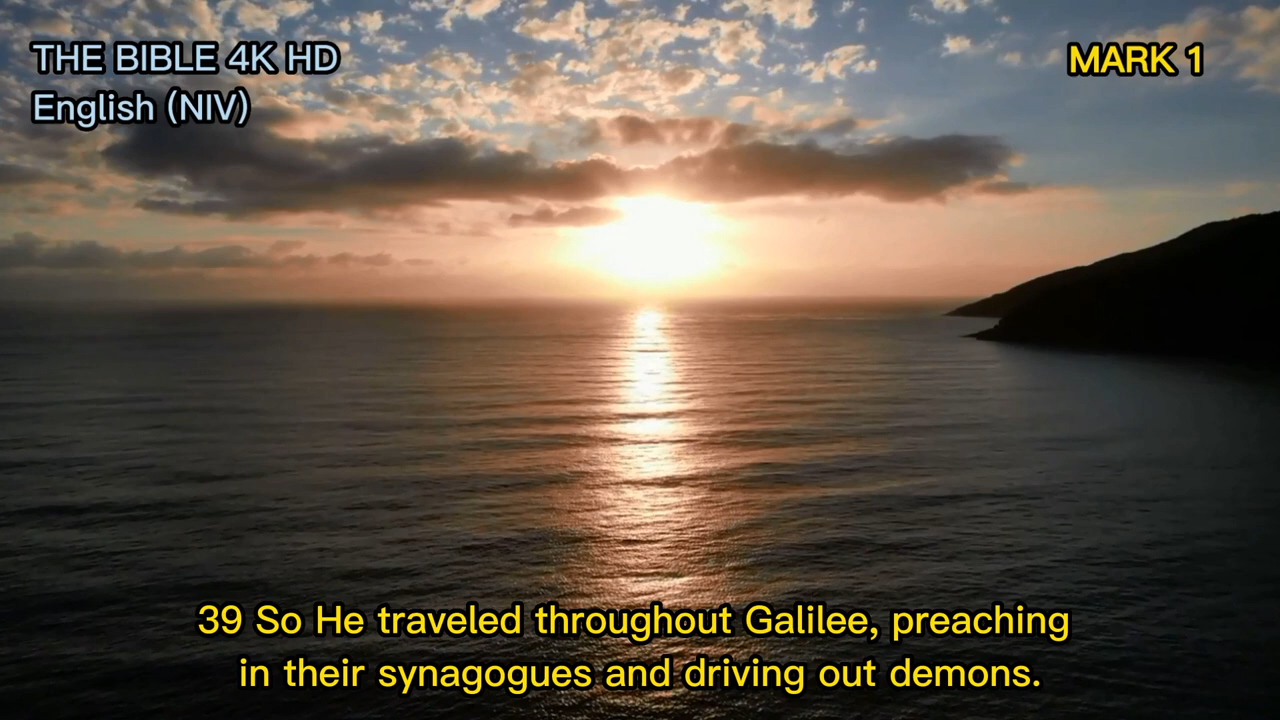 THE BIBLE 4K HD
English (NIV)
MARK 1
39 So He traveled throughout Galilee, preaching
in their synagogues and driving out demons.